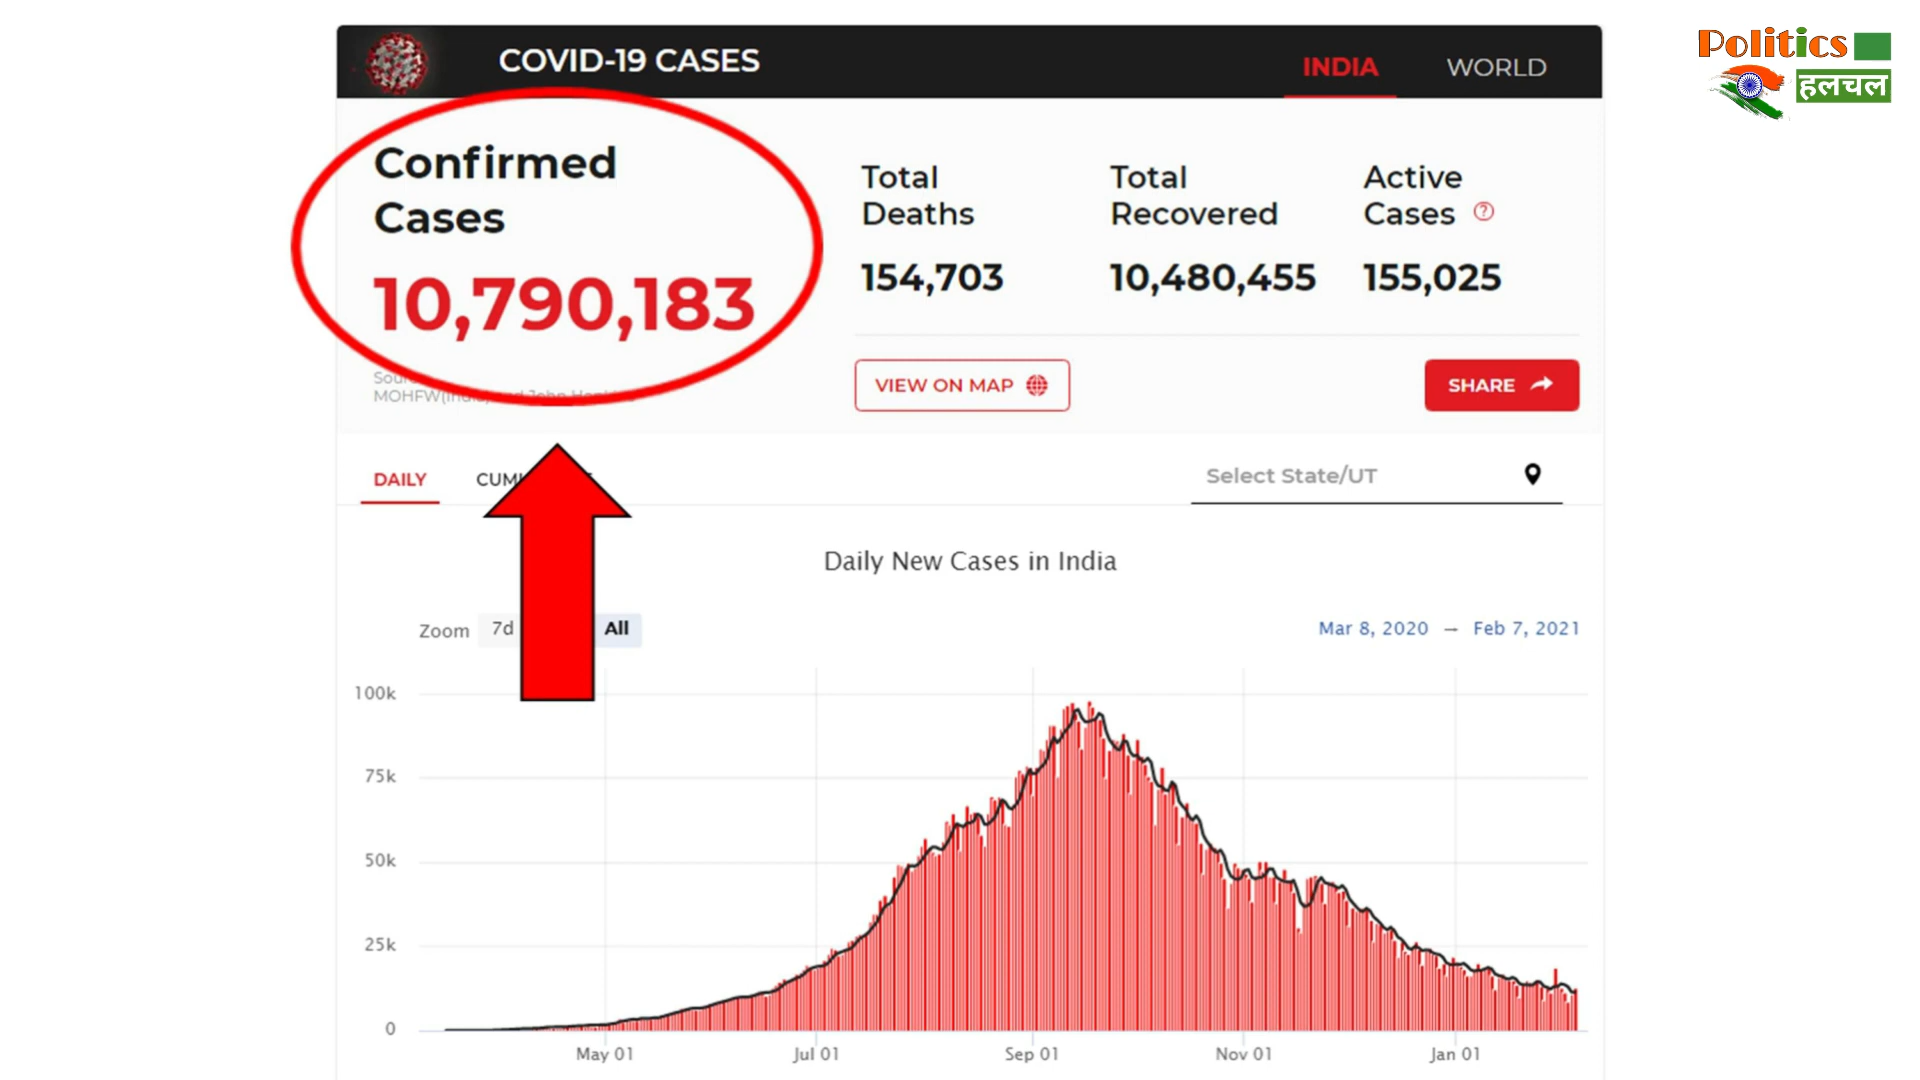 COVID-19 CASES
INDIA
WORLD
Politics
हलचल
Confirmed
Cases
10,790,183
Total
Deaths
154,703
Total
Recovered
10,480,455
Active
Cases ?
155,025
VIEW ON MAP
SHARE
DAILY
Select State/UT
Daily New Cases in India
Zoom 7d All
Mar 8, 2020 → Feb 7, 2021
100k
75k
50k
25k
0
May 01 Jul 01 Sep 01 Nov 01 Jan 01